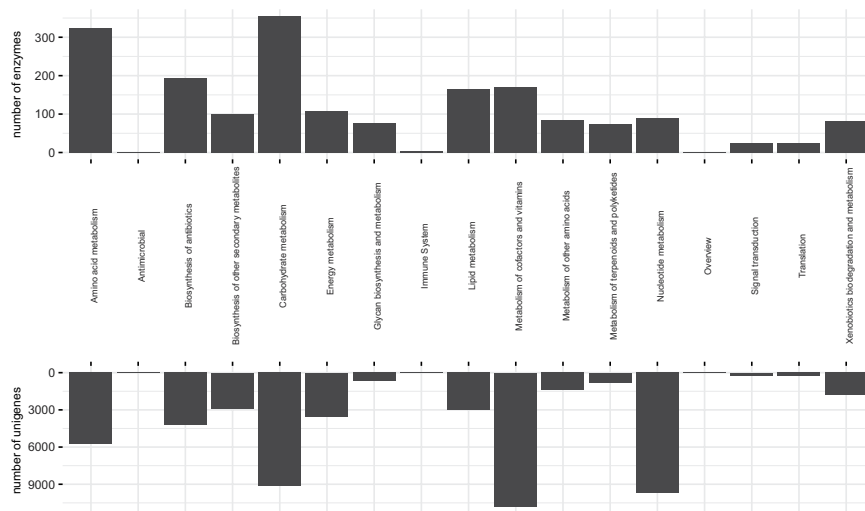 number of enzymes
300
200
100
0
Amino acid metabolism
Antimicrobial
Biosynthesis of antibiotics
Biosynthesis of other secondary metabolites
Carbohydrate metabolism
Energy metabolism
Glycan biosynthesis and metabolism
Immune System
Lipid metabolism
Metabolism of cofactors and vitamins
Metabolism of other amino acids
Metabolism of terpenoids and polyketides
Nucleotide metabolism
Overview
Signal transduction
Translation
Xenobiotics biodegradation and metabolism
number of unigenes
0
3000
6000
9000